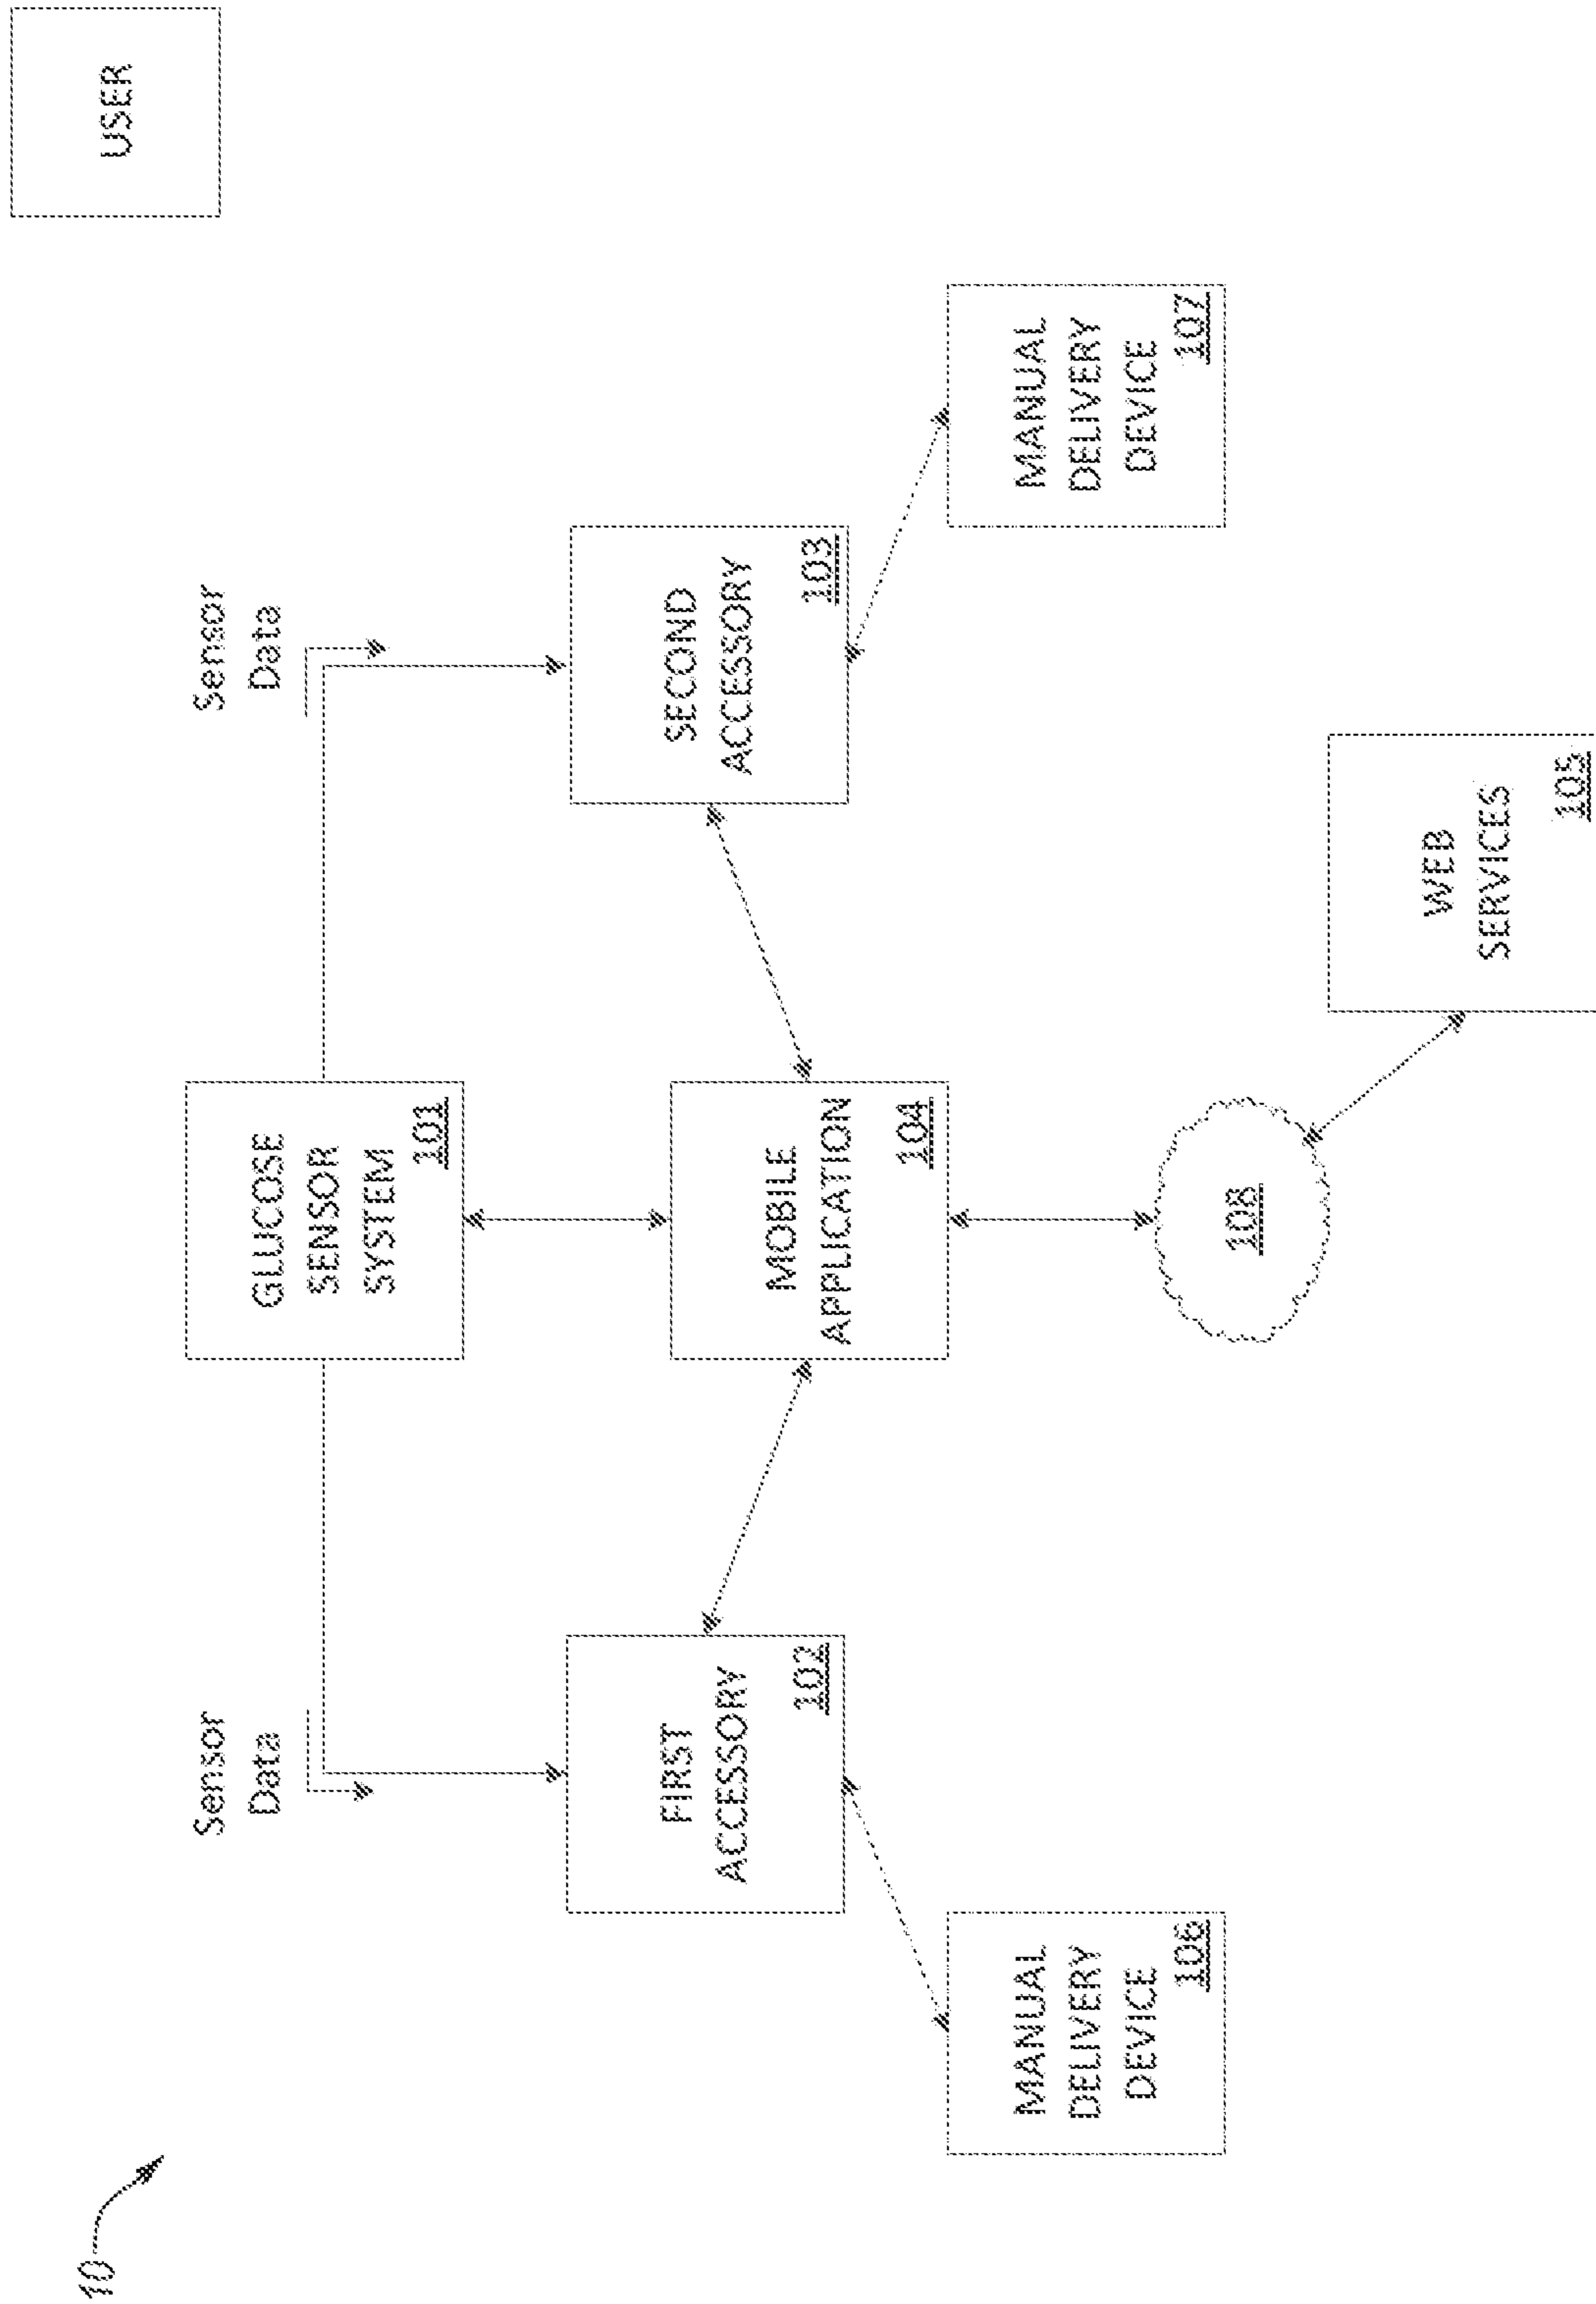 10
USER
Sensor
Data
GLUCOSE
SENSOR
SYSTEM
101
Sensor
Data
FIRST
ACCESSORY
102
MOBILE
APPLICATION
104
SECOND
ACCESSORY
103
MANUAL
DELIVERY
DEVICE
106
108
MANUAL
DELIVERY
DEVICE
107
WEB
SERVICES
105